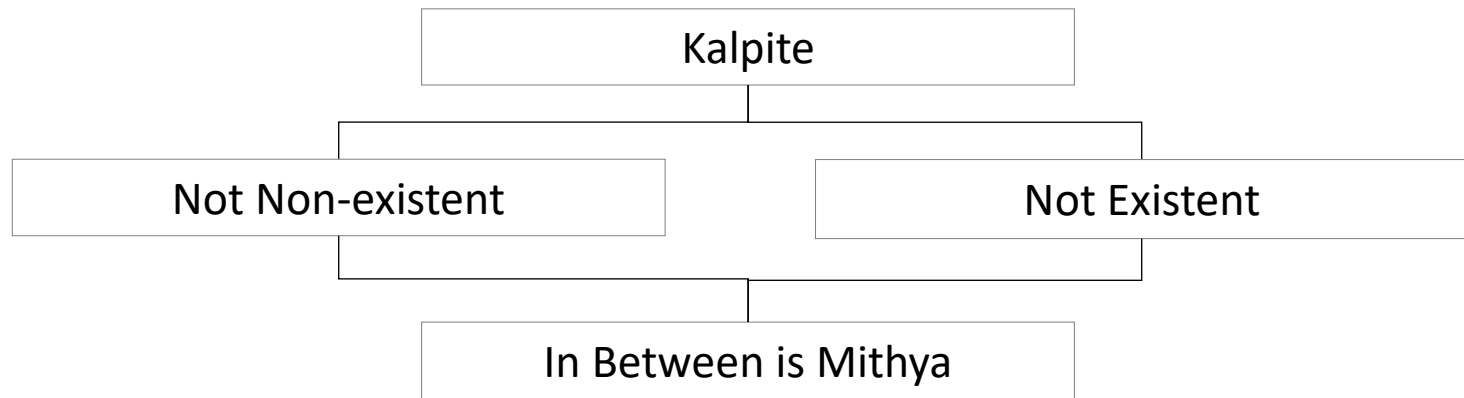 Kalpite
Not Non-existent
Not Existent
In Between is Mithya